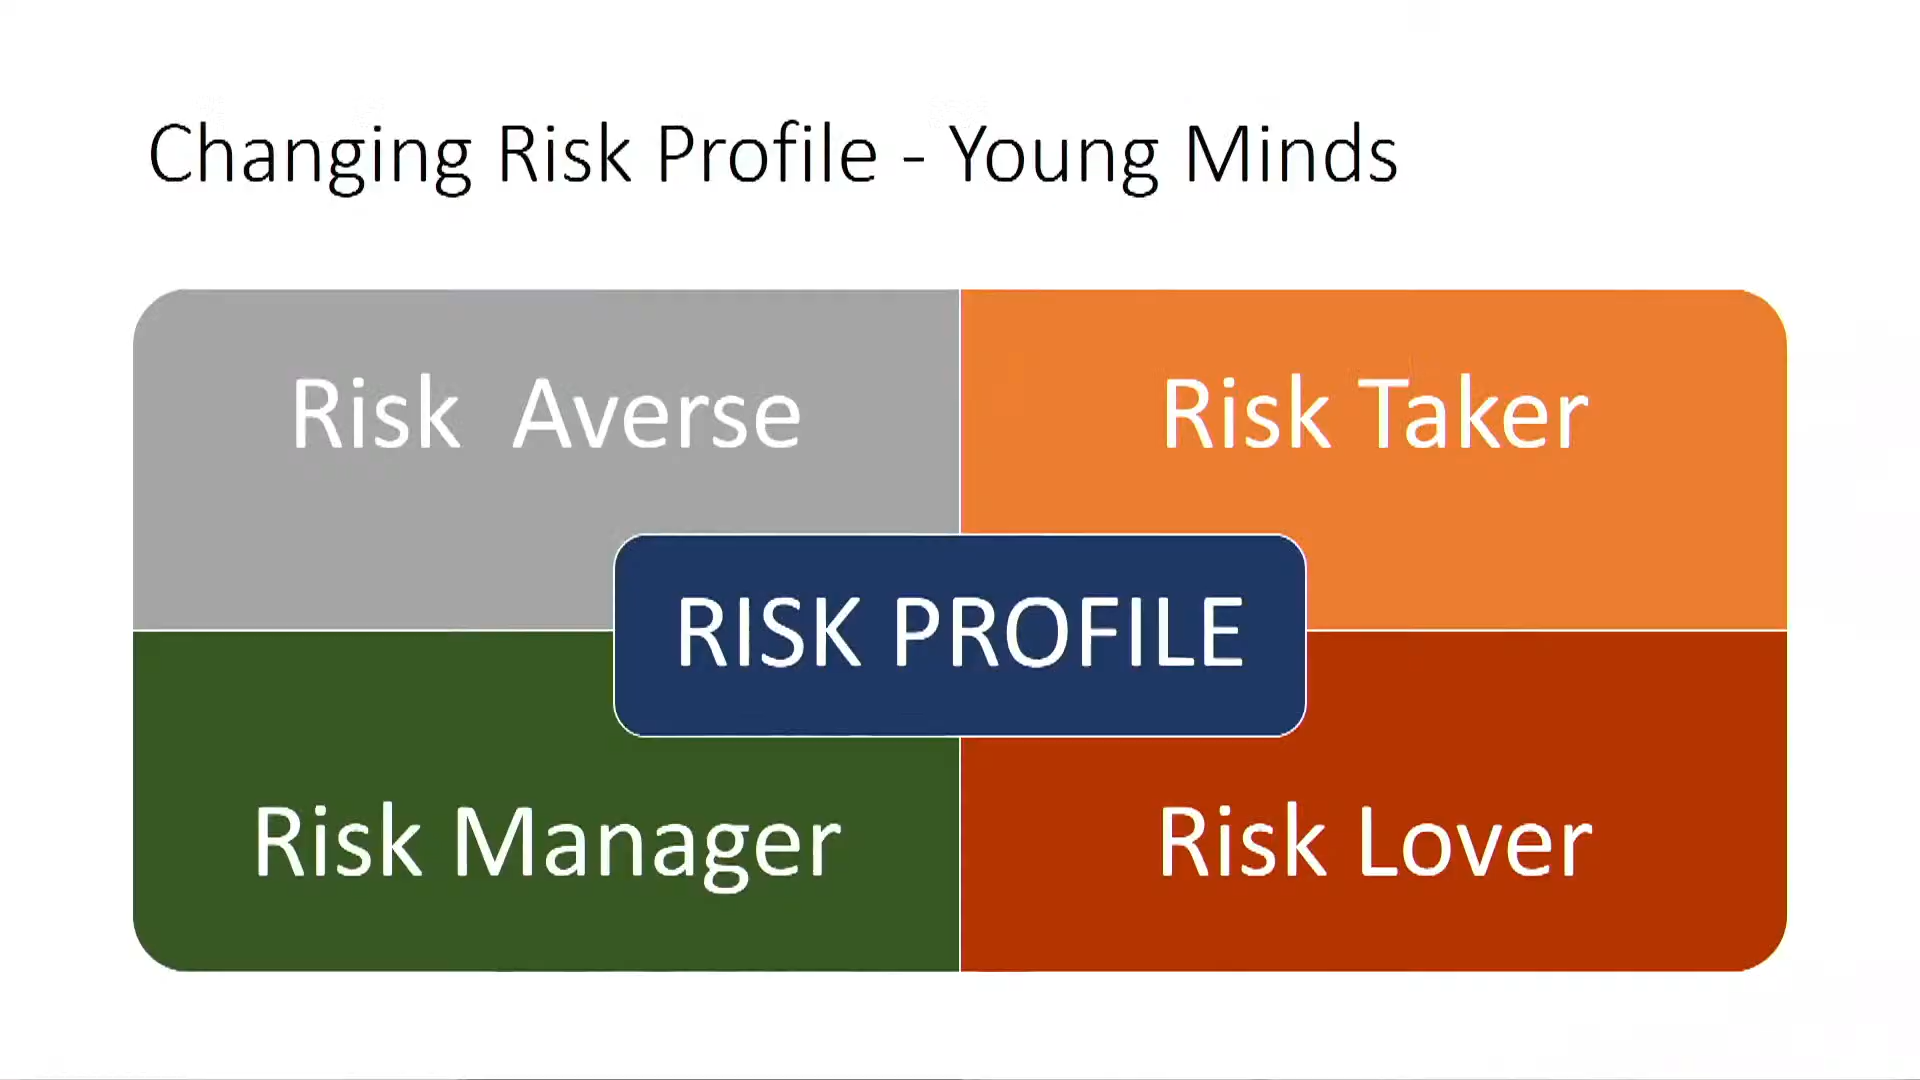 Changing Risk Profile - Young Minds
Risk Averse
Risk Taker
RISK PROFILE
Risk Manager
Risk Lover